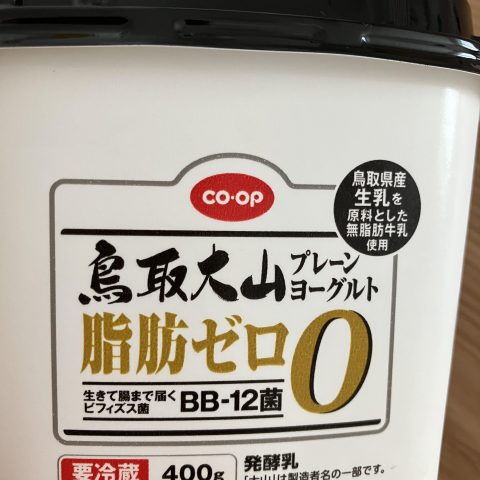 CO·OP
鳥取県産
生乳を
原料とした
無脂肪牛乳
使用
鳥取大山
プレーン
ヨーグルト
脂肪ゼロ
0
生きて腸まで届く
ビフィズス菌
BB-12菌
要冷蔵
400g
発酵乳
「大山」は製造者名の一部です。